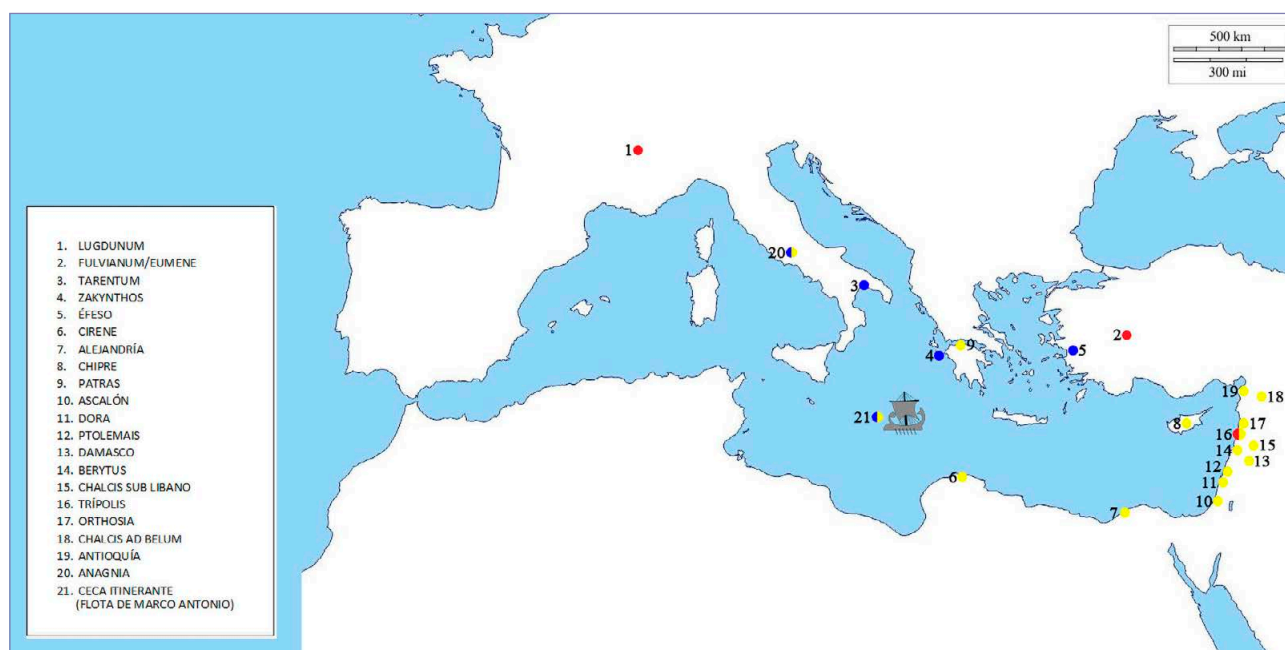 500 km
300 mi
1
20
3
2
9
4
5
19
18
21
8
17
16
15
14
13
12
6
11
10
7
1. LUGDUNUM
2. FULVIANUM/EUMENE
3. TARENTUM
4. ZAKYNTHOS
5. ÉFESO
6. CIRENE
7. ALEJANDRÍA
8. CHIPRE
9. PATRAS
10. ASCALÓN
11. DORA
12. PTOLEMAIS
13. DAMASCO
14. BERYTUS
15. CHALCIS SUB LIBANO
16. TRÍPOLIS
17. ORTHOSIA
18. CHALCIS AD BELUM
19. ANTIOQUÍA
20. ANAGNIA
21. CECA ITINERANTE
(FLOTA DE MARCO ANTONIO)